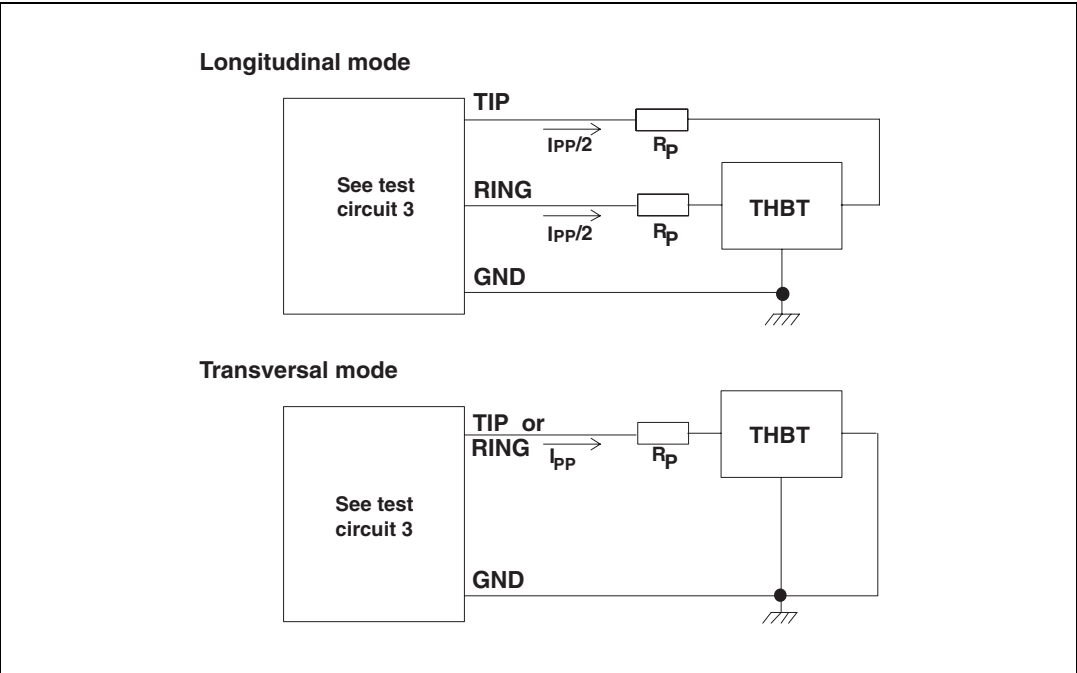 Longitudinal mode
TIP
IPP/2
RP
See test
circuit 3
RING
THBT
IPP/2
RP
GND
Transversal mode
TIP or
RING
IPP
RP
THBT
See test
circuit 3
GND